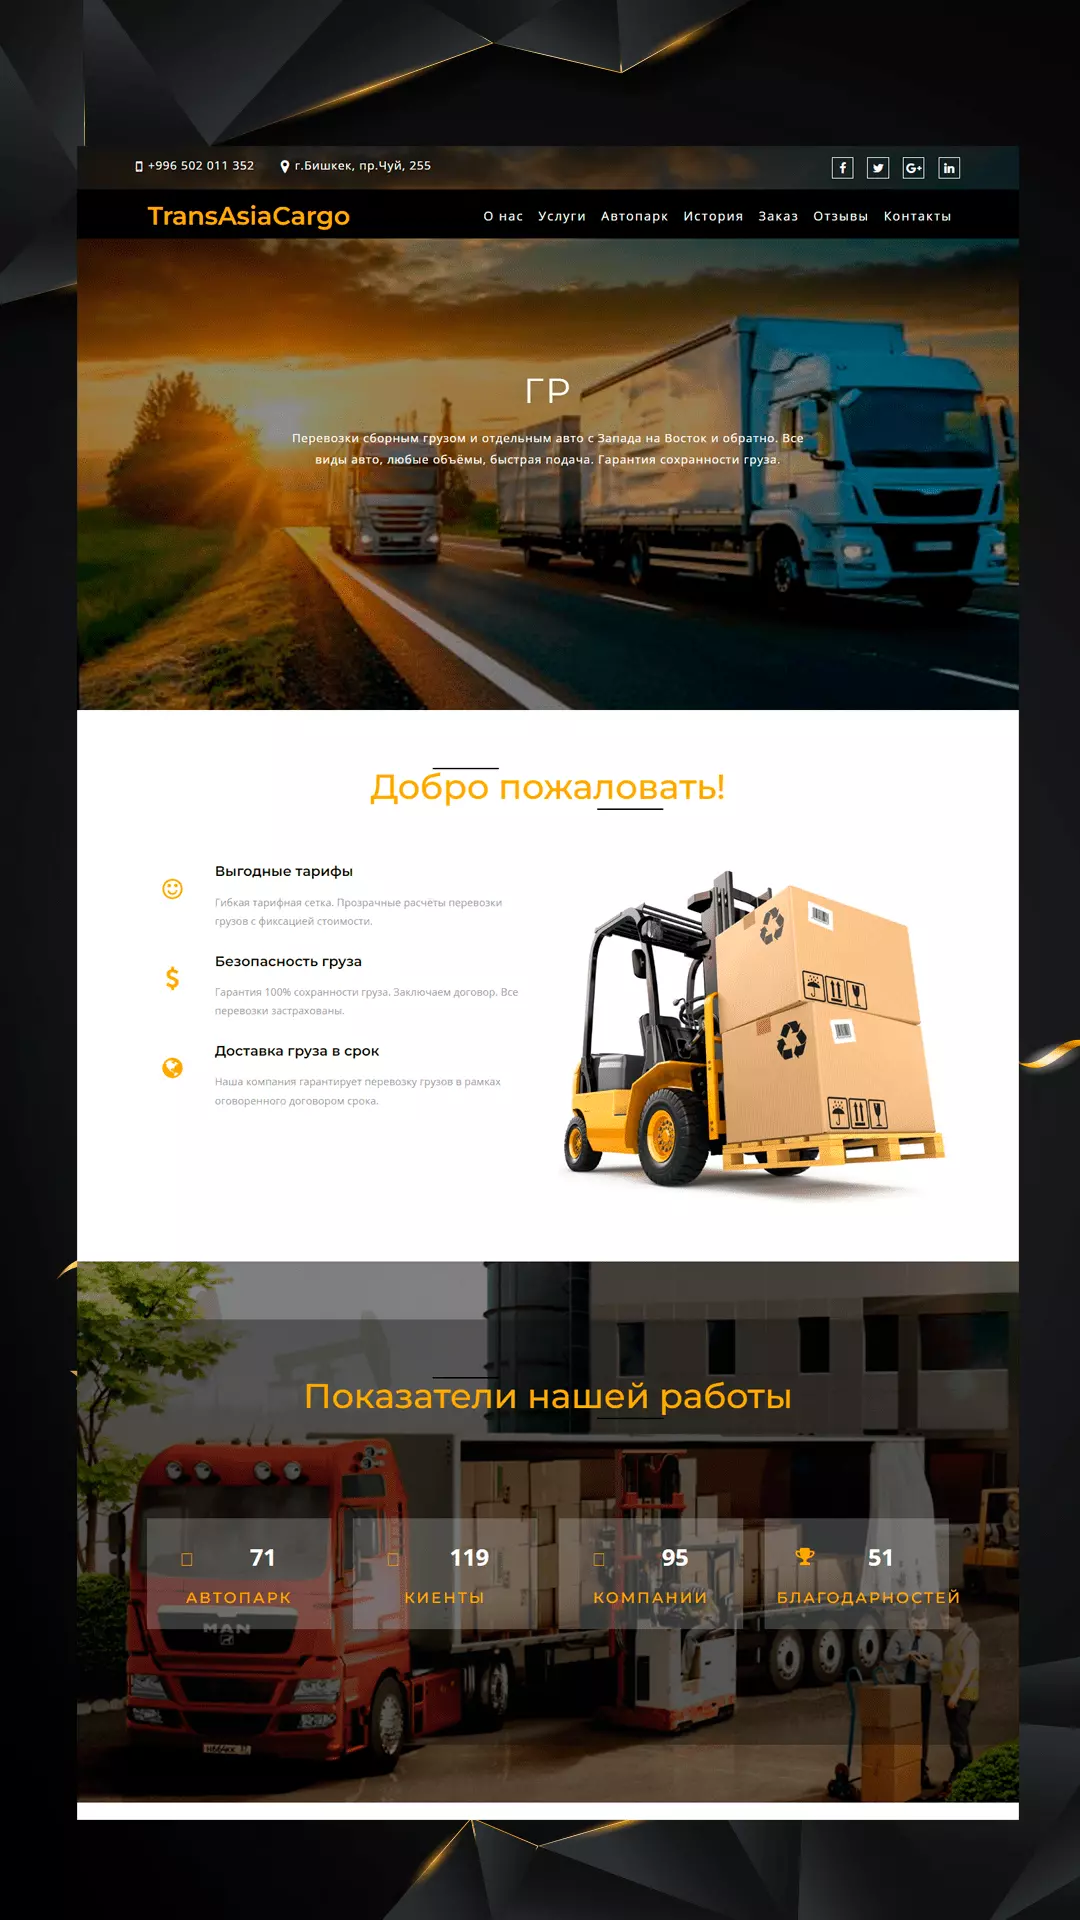 +996 502 011 352 г.Бишкек, пр.Чуй, 255
TransAsiaCargo
О нас Услуги Автопарк История Заказ Отзывы Контакты
ГР
Перевозки сборным грузом и отдельным авто с Запада на Восток и обратно. Все
виды авто, любые объёмы, быстрая подача. Гарантия сохранности груза.
Добро пожаловать!
Выгодные тарифы
Гибкая тарифная сетка. Прозрачные расчёты перевозки
грузов с фиксацией стоимости.
Безопасность груза
Гарантия 100% сохранности груза. Заключаем договор. Все
перевозки застрахованы.
Доставка груза в срок
Наша компания гарантирует перевозку грузов в рамках
оговоренного договором срока.
Показатели нашей работы
71 119 95 51
АВТОПАРК КИЕНТЫ КОМПАНИИ БЛАГОДАРНОСТЕЙ
MAN